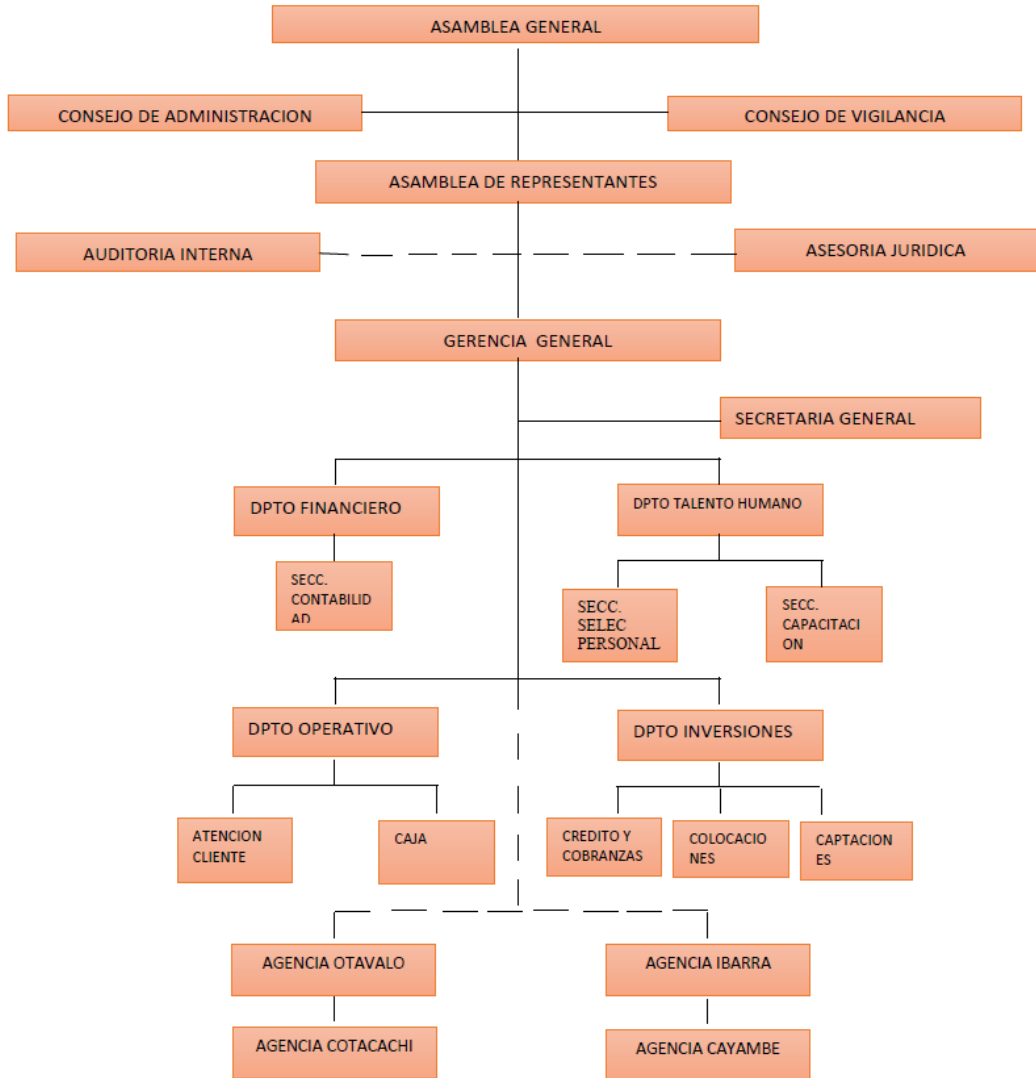 ASAMBLEA GENERAL
CONSEJO DE ADMINISTRACION
CONSEJO DE VIGILANCIA
ASAMBLEA DE REPRESENTANTES
AUDITORIA INTERNA
ASESORIA JURIDICA
GERENCIA GENERAL
SECRETARIA GENERAL
DPTO FINANCIERO
DPTO TALENTO HUMANO
SECC.
CONTABILID
AD
SECC.
SELEC
PERSONAL
SECC.
CAPACITACI
ON
DPTO OPERATIVO
DPTO INVERSIONES
ATENCION
CLIENTE
CAJA
CREDITO Y
COBRANZAS
COLOCACIO
NES
CAPTACION
ES
AGENCIA OTAVALO
AGENCIA IBARRA
AGENCIA COTACACHI
AGENCIA CAYAMBE